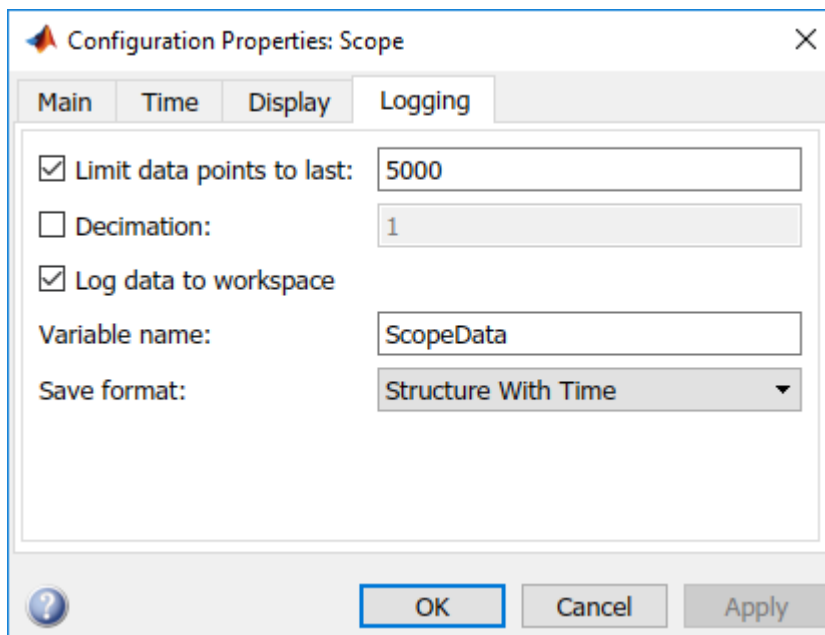 Configuration Properties: Scope
Main Time Display Logging
Limit data points to last: 5000
Decimation: 1
Log data to workspace
Variable name: ScopeData
Save format: Structure With Time
? OK Cancel Apply